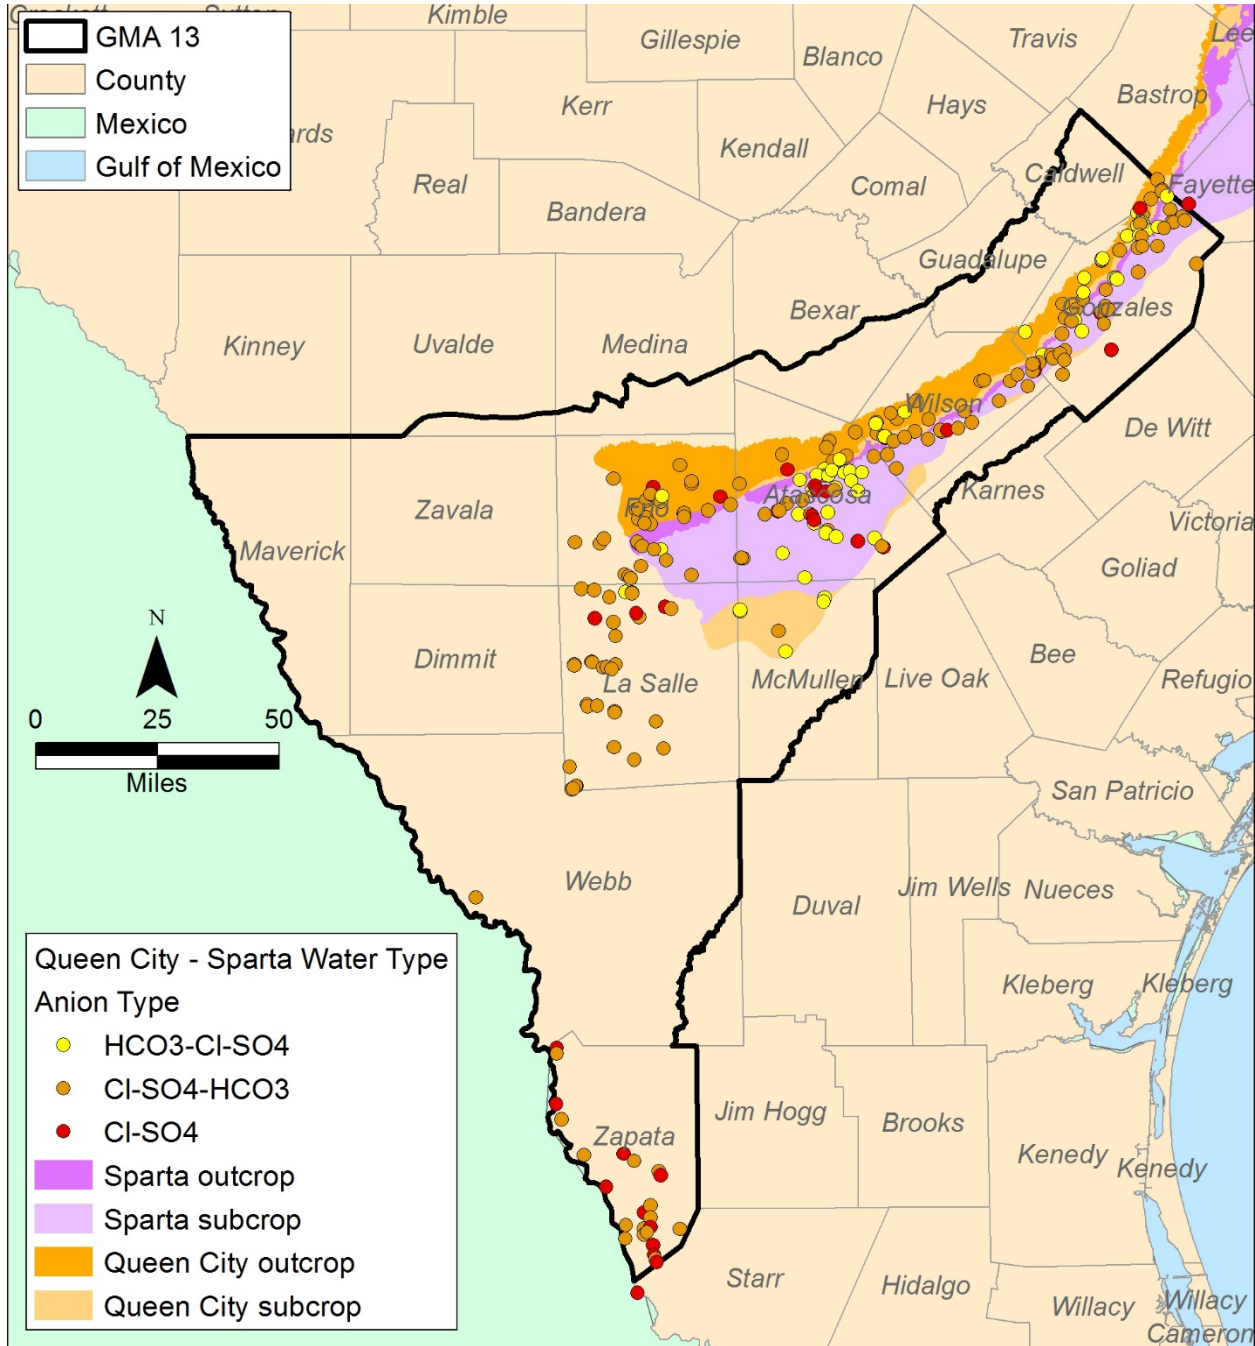 Kimble
GMA 13
County
Mexico
Gulf of Mexico
ards
Gillespie
Blanco
Travis
Lee
Kerr
Hays
Bastrop
Kendall
Real
Comal
Caldwell
Fayette
Bandera
Guadalupe
Bexar
Gonzales
Kinney
Uvalde
Medina
Wilson
De Witt
Zavala
Frio
Atascosa
Karnes
Victoria
Maverick
Goliad
N
Dimmit
La Salle
McMullen
Live Oak
Bee
Refugio
0 25 50
Miles
San Patricio
Webb
Duval
Jim Wells
Nueces
Kleberg
Kleberg
Queen City - Sparta Water Type
Anion Type
HCO3-Cl-SO4
Cl-SO4-HCO3
Cl-SO4
Sparta outcrop
Sparta subcrop
Queen City outcrop
Queen City subcrop
Zapata
Jim Hogg
Brooks
Kenedy
Kenedy
Starr
Hidalgo
Willacy
Willacy
Cameron